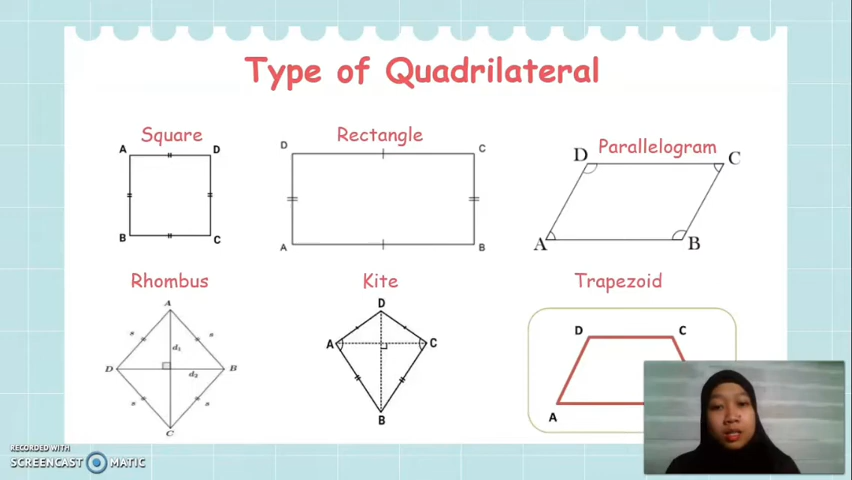 Type of Quadrilateral
Square
Rectangle
Parallelogram
A
D
B
C
D
C
A
B
D
C
A
B
Rhombus
Kite
Trapezoid
A
s
s
d1
D
d2
B
s
s
C
D
A
C
B
D
C
A
RECORDED WITH
SCREENCAST MATIC